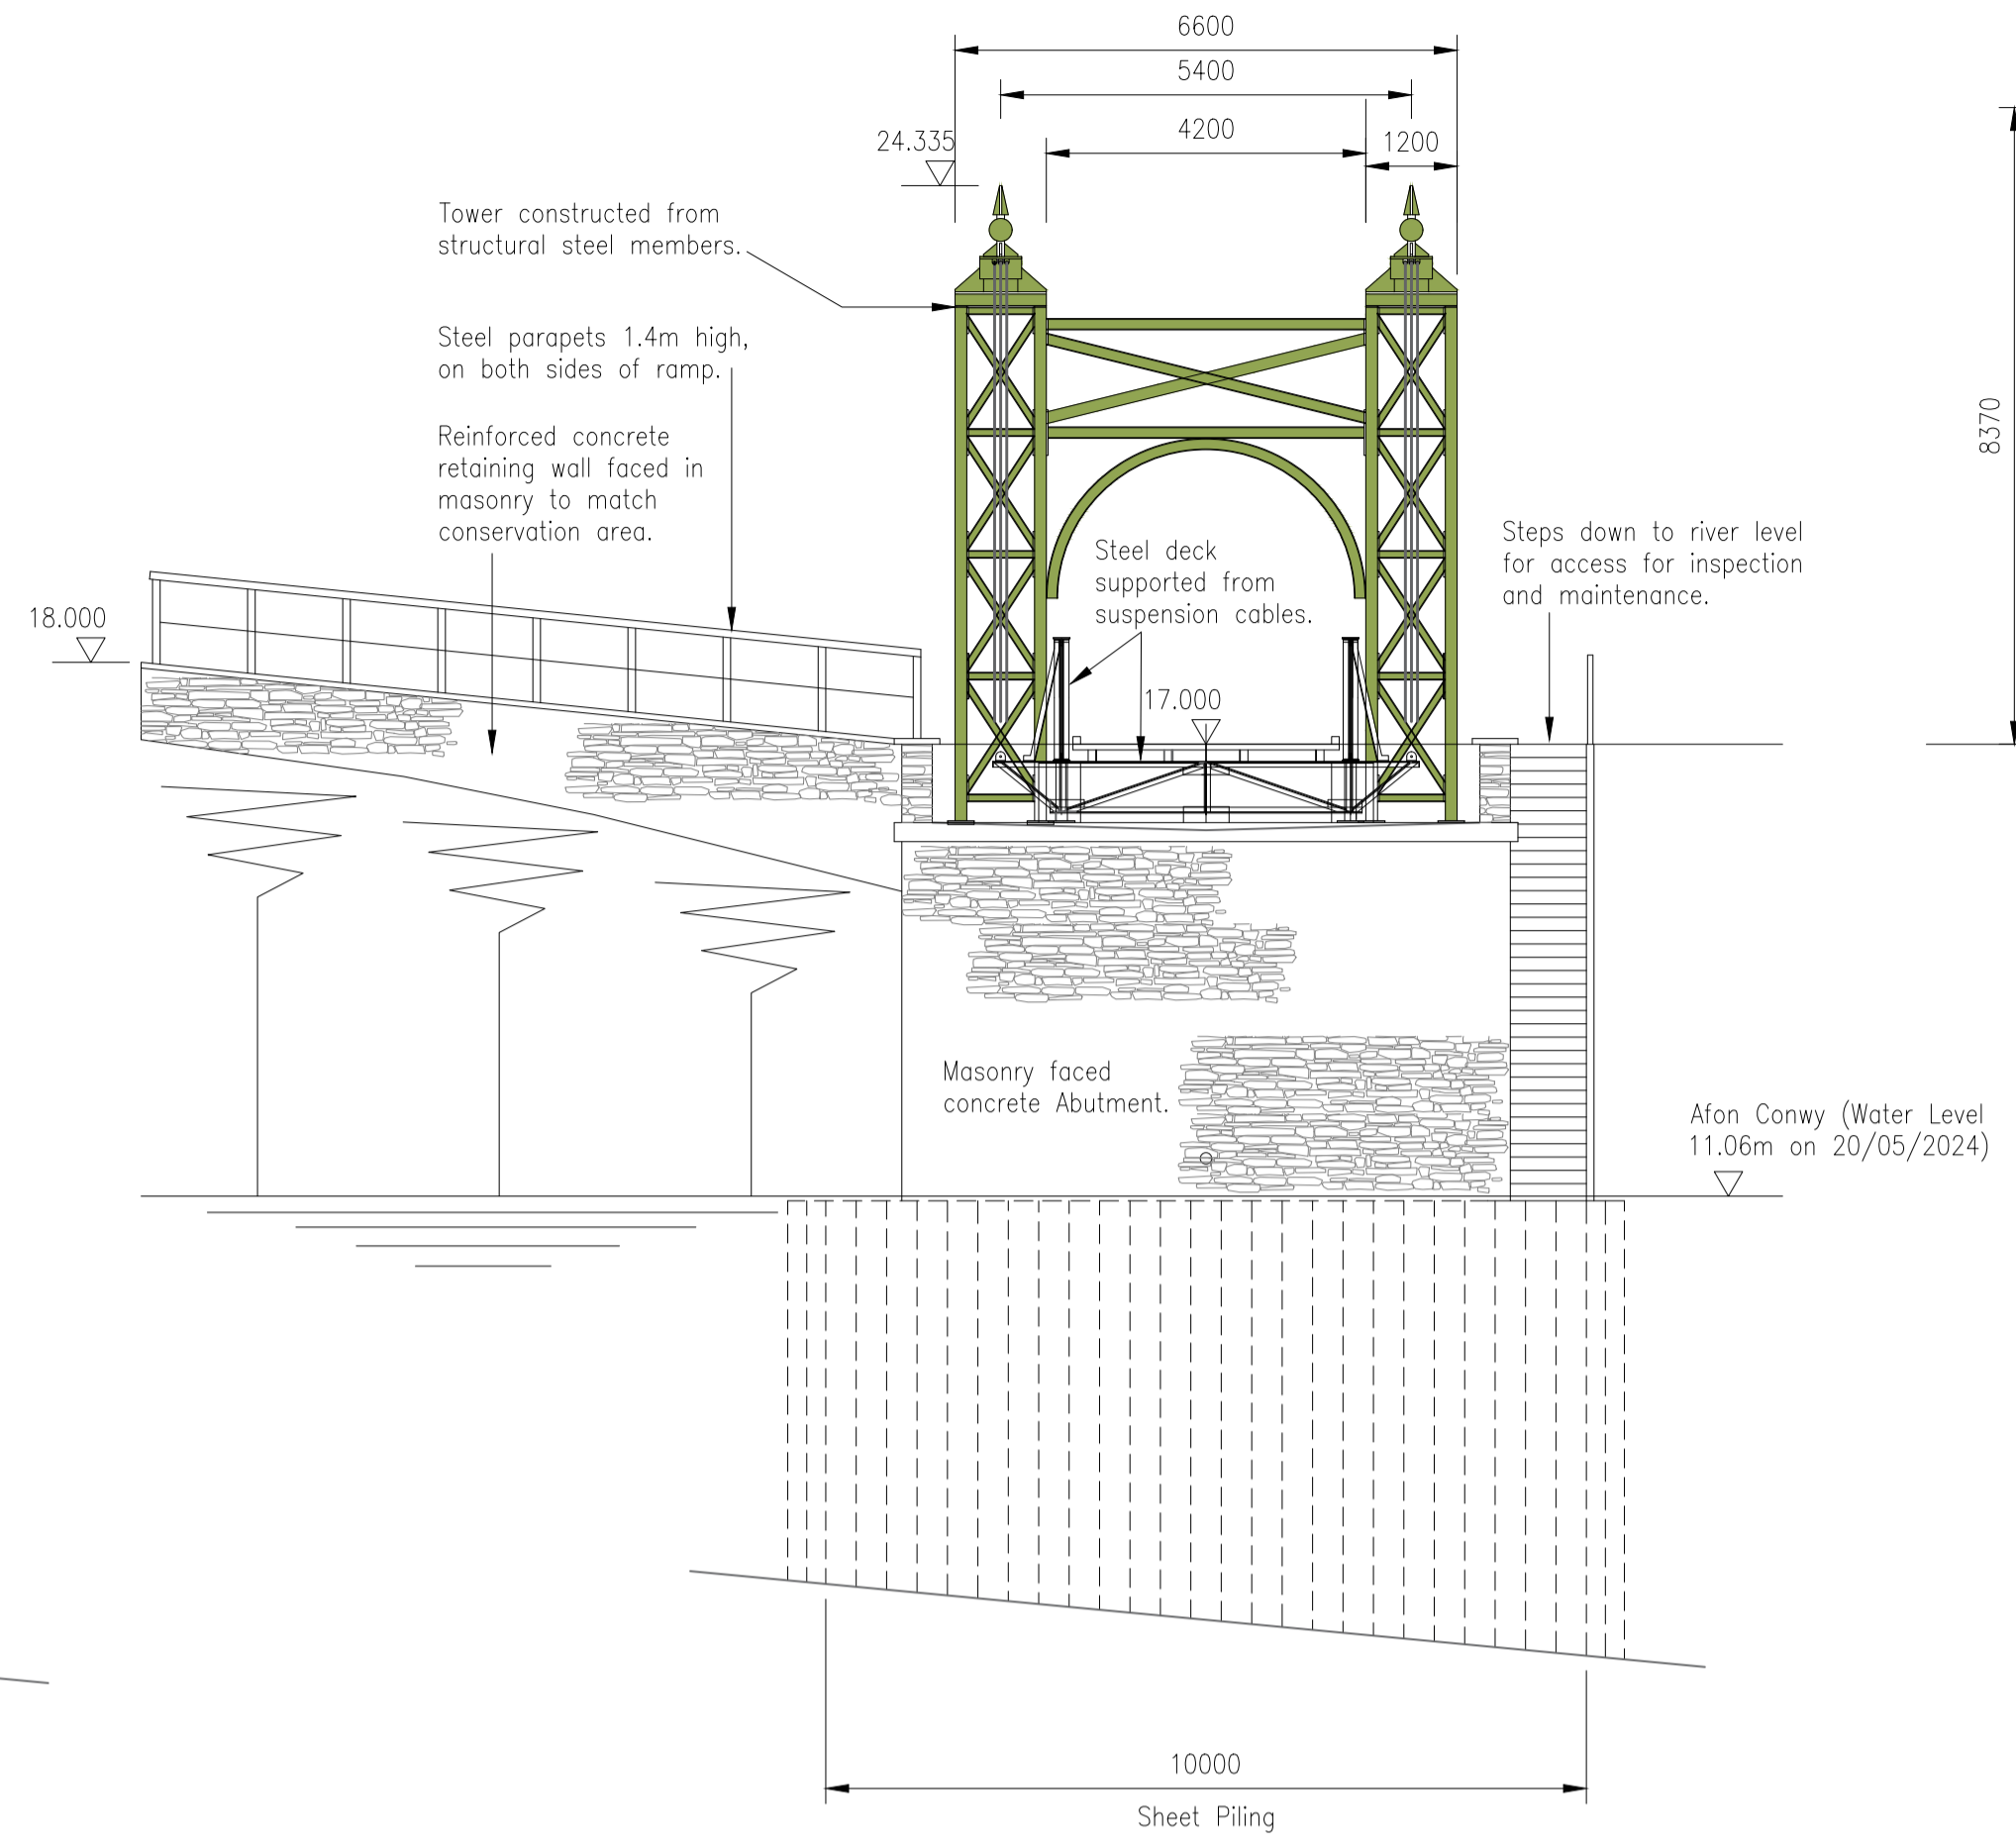 6600
5400
4200
1200
24.335
Tower constructed from
structural steel members.
Steel parapets 1.4m high,
on both sides of ramp.
Reinforced concrete
retaining wall faced in
masonry to match
conservation area.
8370
Steel deck
supported from
suspension cables.
Steps down to river level
for access for inspection
and maintenance.
18.000
17.000
Masonry faced
concrete Abutment.
Afon Conwy (Water Level
11.06m on 20/05/2024)
10000
Sheet Piling